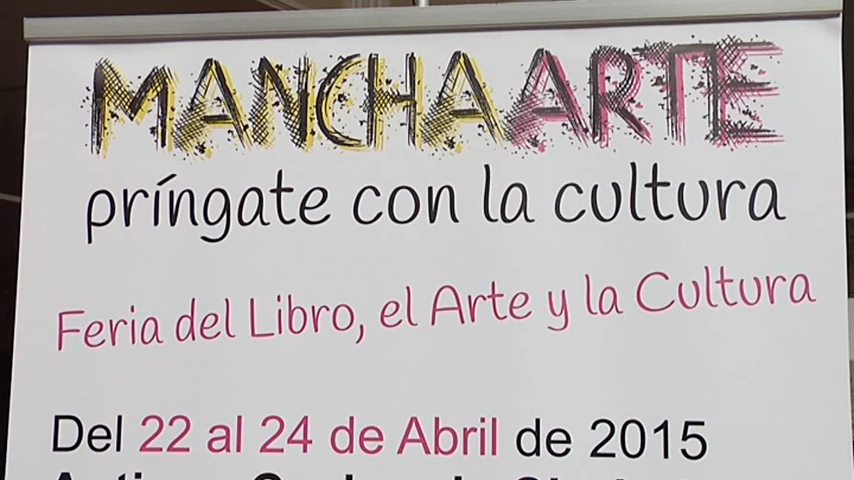 MANCHAARTE
príngate con la cultura
Feria del Libro, el Arte y la Cultura
Del 22 al 24 de Abril de 2015